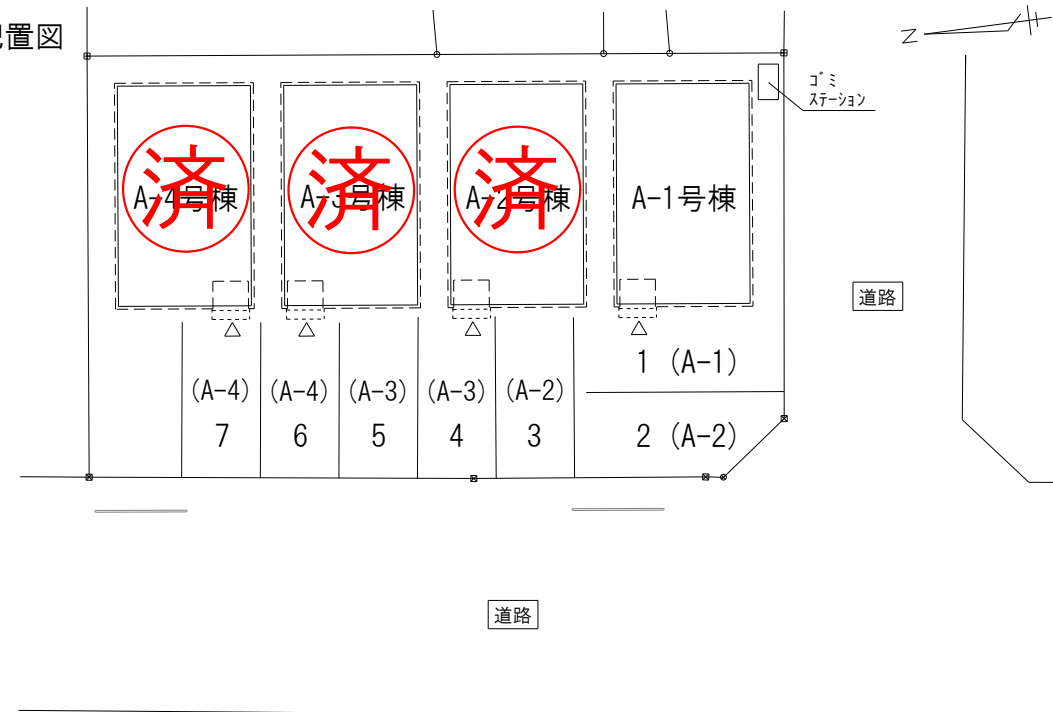 配置図
Z
ゴミ
ステーション
済
済
済
A-4号棟
A-3号棟
A-2号棟
A-1号棟
道路
1 (A-1)
(A-4)
(A-4)
(A-3)
(A-3)
(A-2)
7
6
5
4
3
2 (A-2)
道路